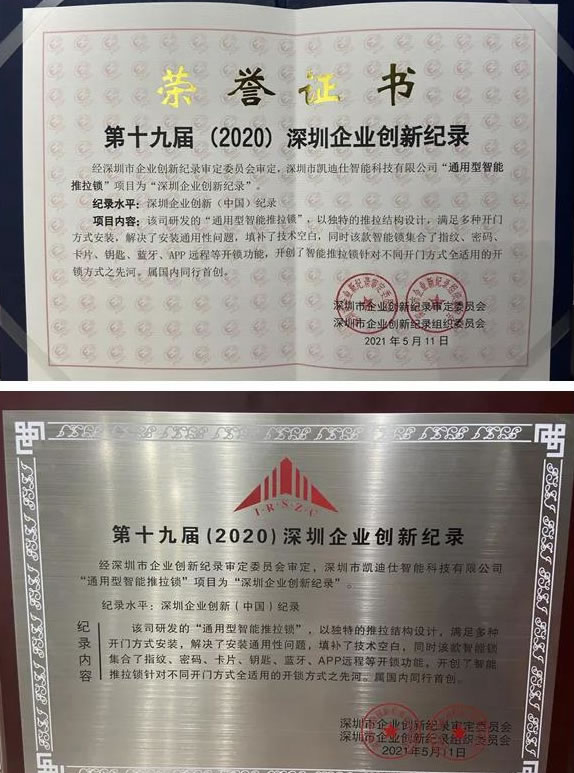 荣誉证书
第十九届（2020）深圳企业创新纪录
经深圳市企业创新纪录审定委员会审定，深圳市凯迪仕智能科技有限公司“通用型智能
推拉锁”项目为“深圳企业创新纪录”。
纪录水平：深圳企业创新（中国）纪录
项目内容：该司研发的“通用型智能推拉锁”，以独特的推拉结构设计，满足多种开门
方式安装，解决了安装通用性问题，填补了技术空白，同时该款智能锁集合了指纹、密码、
卡片、钥匙、蓝牙、APP 远程等开锁功能，开创了智能推拉锁针对不同开门方式全适用的开
锁方式之先河。属国内同行首创。
深圳市企业创新纪录审定委员会
深圳市企业创新纪录组织委员会
2021 年 5 月 11 日
I·R·S·Z·C
第十九届(2020)深圳企业创新纪录
经深圳市企业创新纪录审定委员会审定，深圳市凯迪仕智能科技有限公司
“通用型智能推拉锁”项目为“深圳企业创新纪录”。
纪录水平：深圳企业创新（中国）纪录
纪录内容
该司研发的“通用型智能推拉锁”，以独特的推拉结构设计，满足多种
开门方式安装，解决了安装通用性问题，填补了技术空白，同时该款智能锁
集合了指纹、密码、卡片、钥匙、蓝牙、APP远程等开锁功能，开创了智能
推拉锁针对不同开门方式全适用的开锁方式之先河。属国内同行首创。
深圳市企业创新纪录审定委员会
深圳市企业创新纪录组织委员会
2021年5月11日